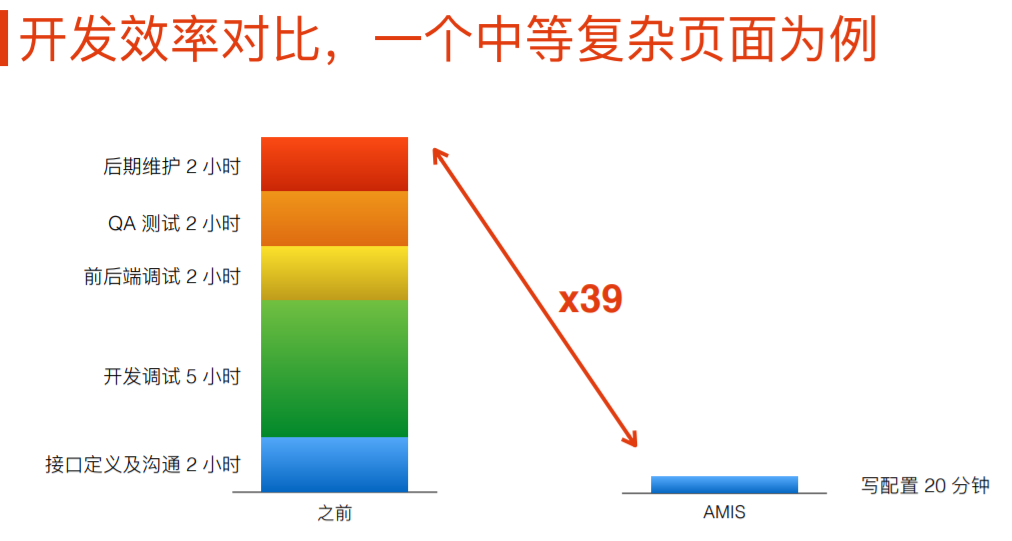 开发效率对比，一个中等复杂页面为例
后期维护 2 小时
QA 测试 2 小时
前后端调试 2 小时
x39
开发调试 5 小时
接口定义及沟通 2 小时
写配置 20 分钟
之前
AMIS